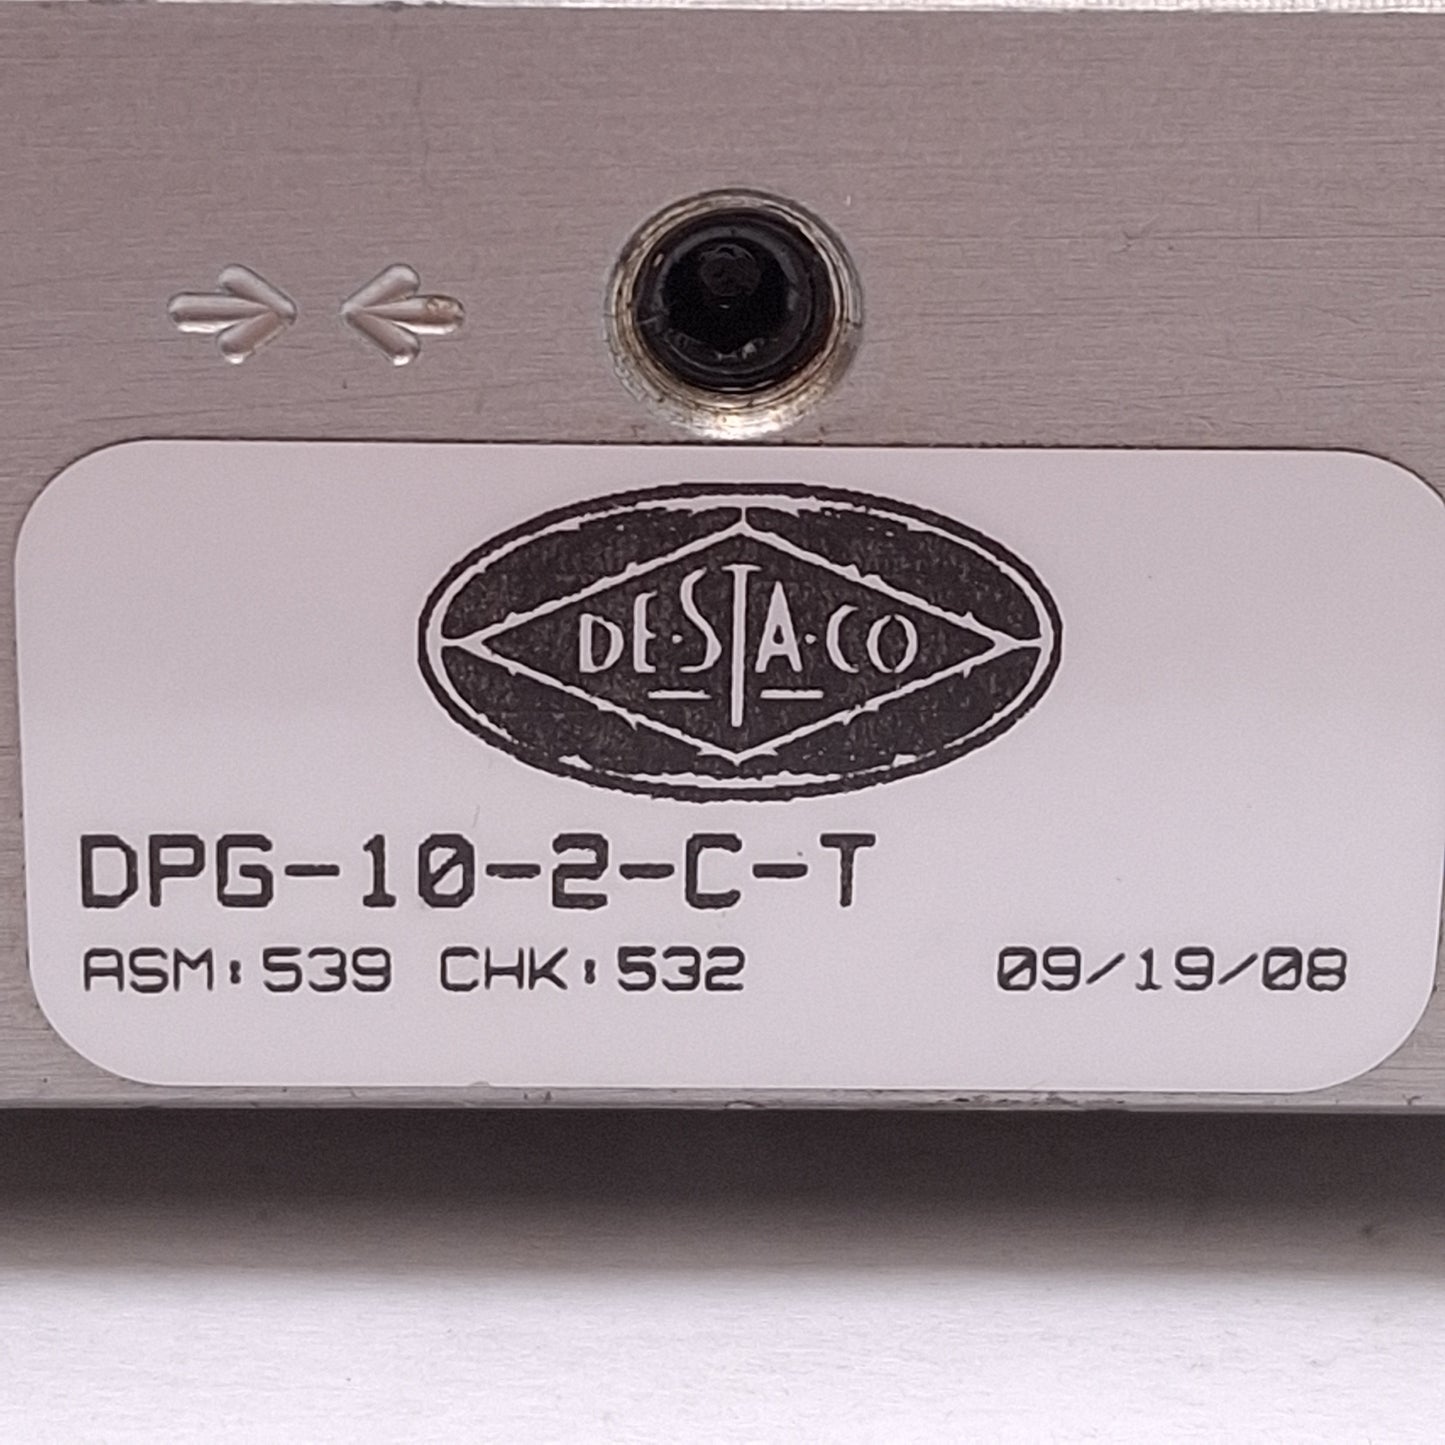 DE·STA·CO
DPG-10-2-C-T
ASM:539 CHK:532 09/19/08